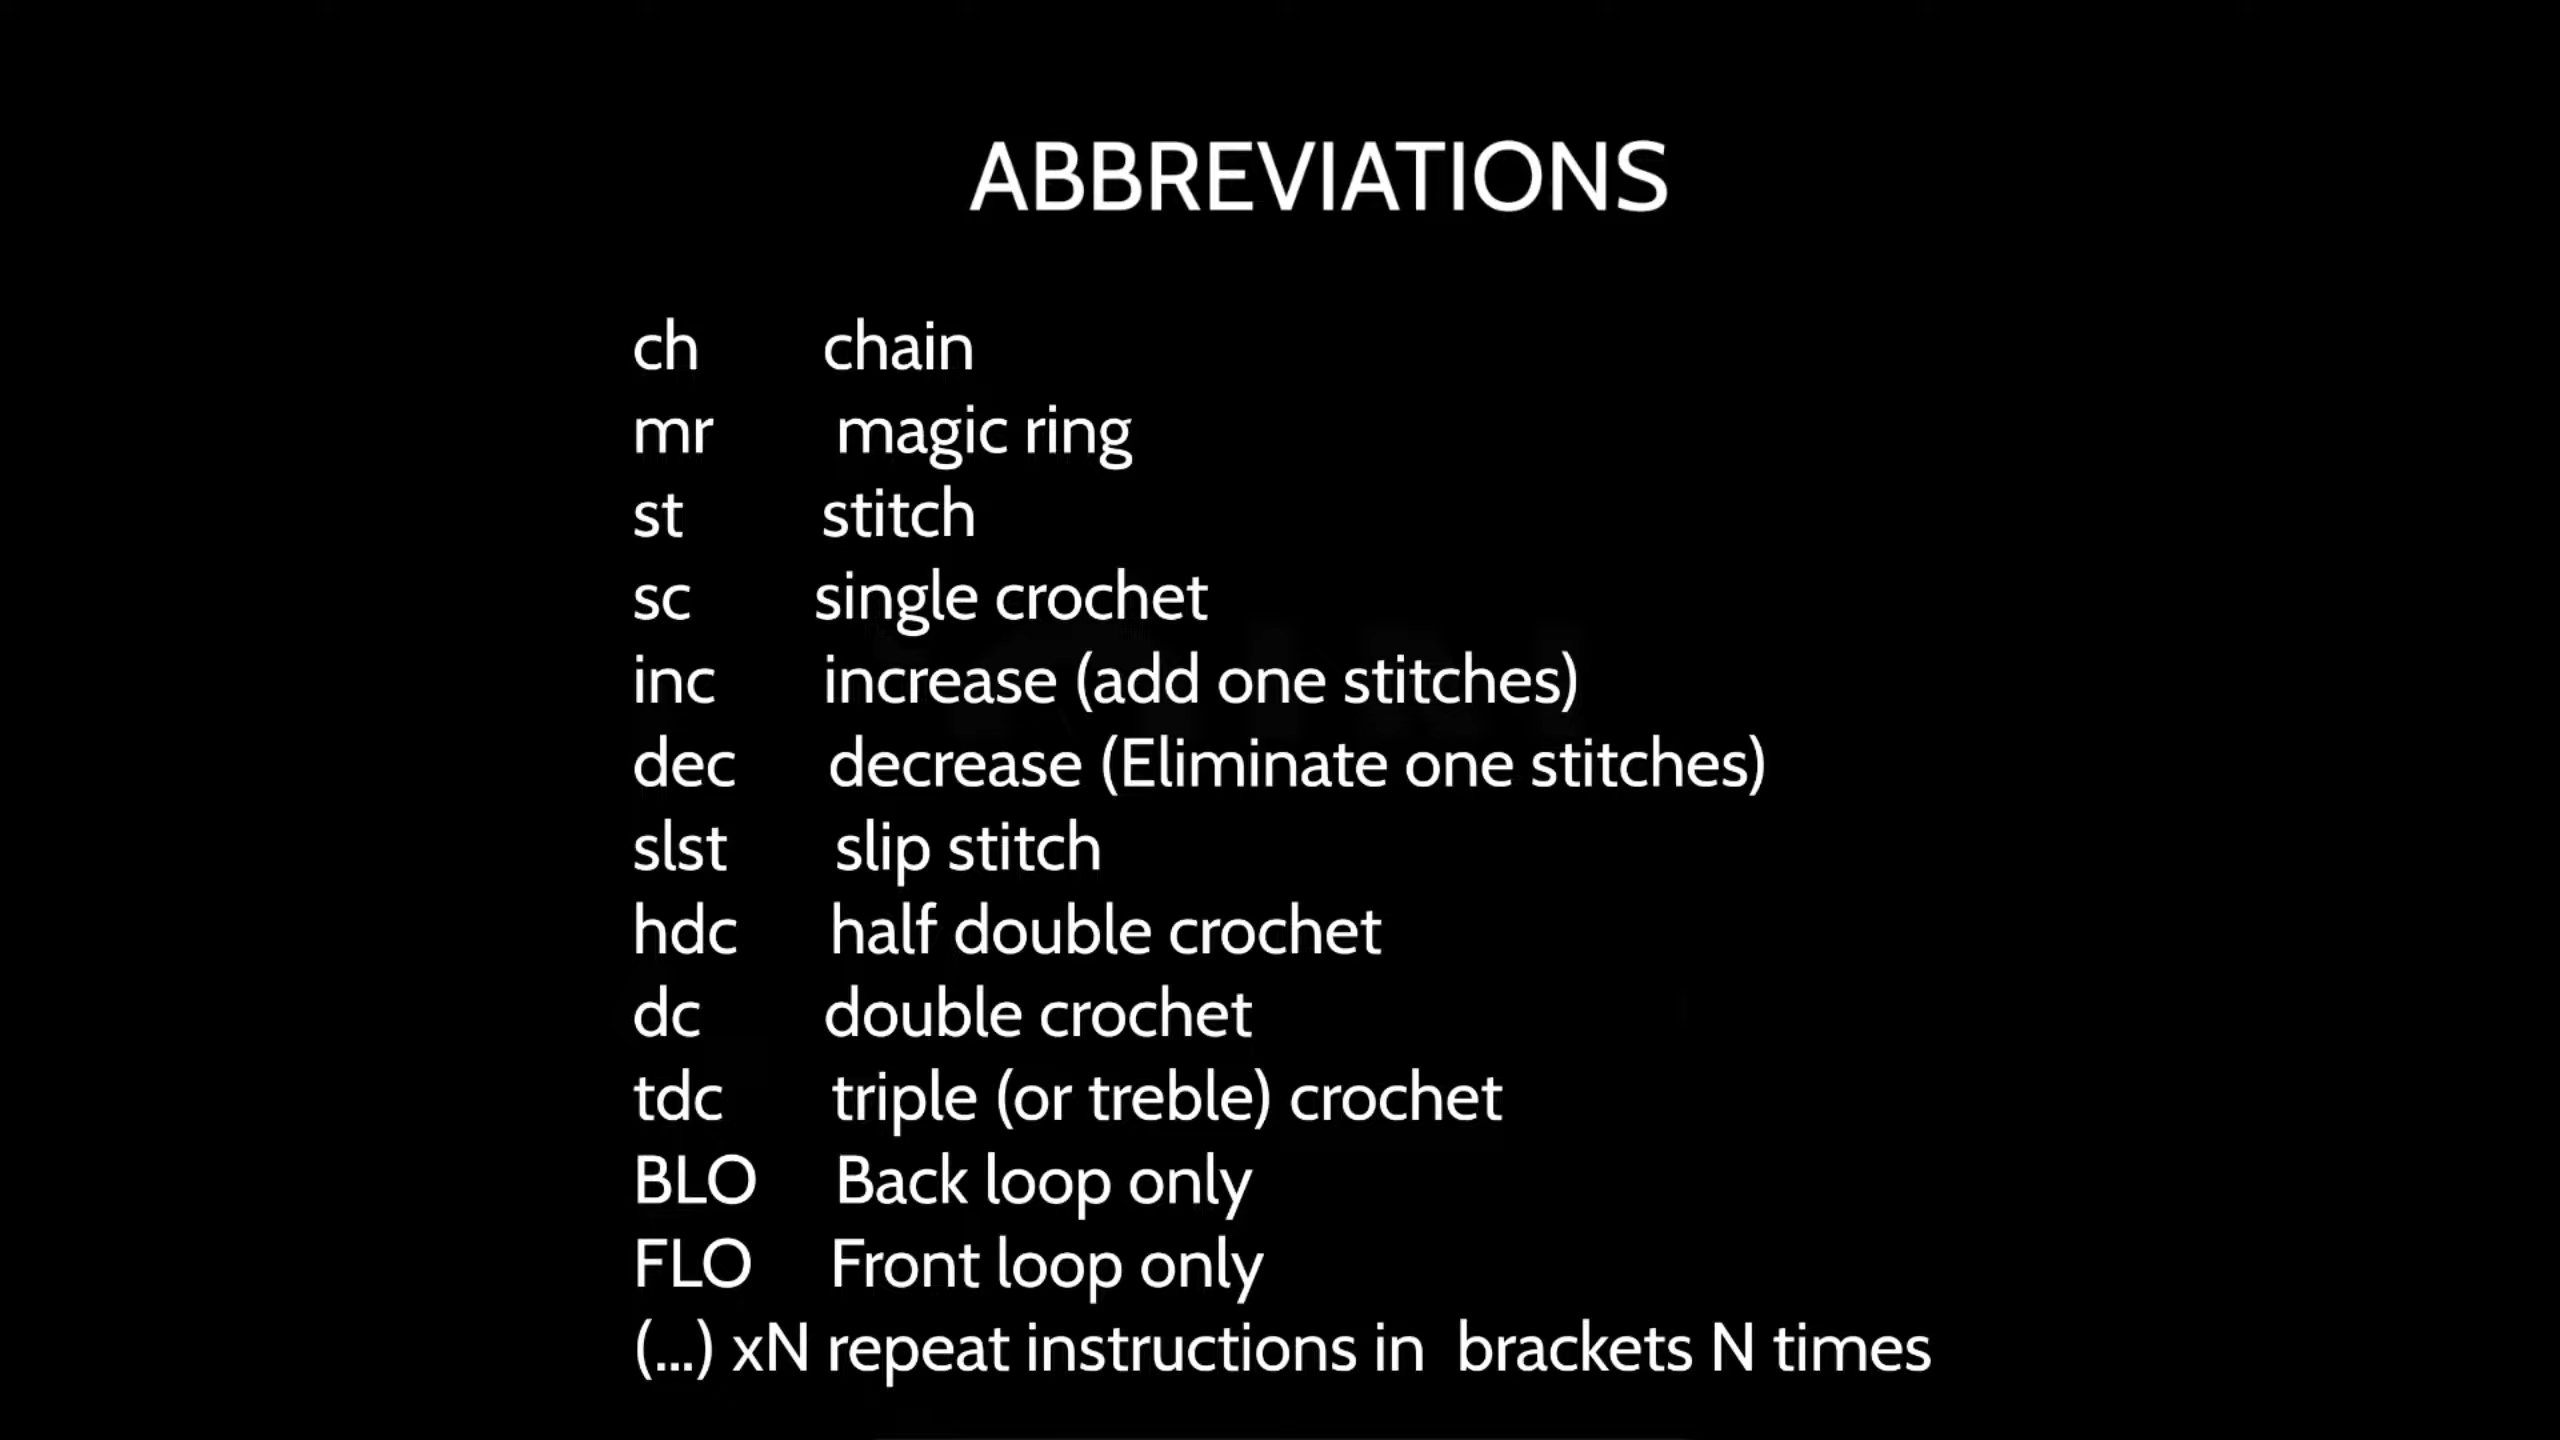 ABBREVIATIONS
ch chain
mr magic ring
st stitch
sc single crochet
inc increase (add one stitches)
dec decrease (Eliminate one stitches)
slst slip stitch
hdc half double crochet
dc double crochet
tdc triple (or treble) crochet
BLO Back loop only
FLO Front loop only
(...) xN repeat instructions in brackets N times